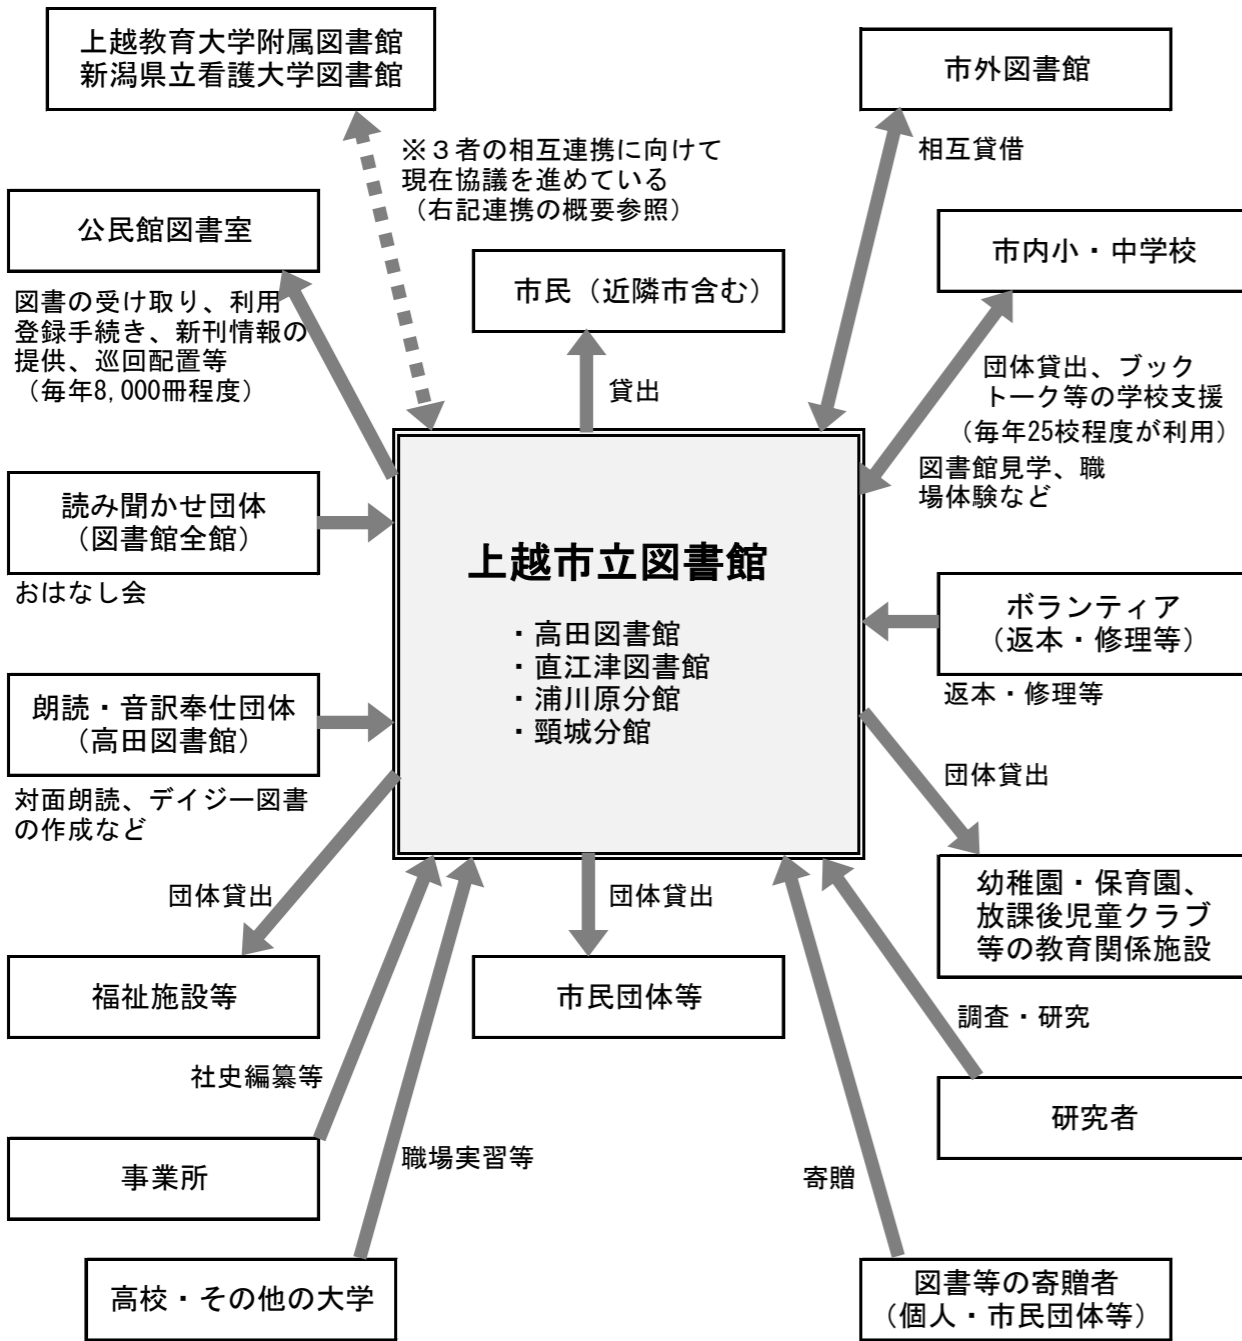 上越教育大学附属図書館
新潟県立看護大学図書館
市外図書館
※３者の相互連携に向けて
現在協議を進めている
（右記連携の概要参照）
相互貸借
公民館図書室
市内小・中学校
市民（近隣市含む）
図書の受け取り、利用
登録手続き、新刊情報の
提供、巡回配置等
（毎年8,000冊程度）
貸出
団体貸出、ブック
トーク等の学校支援
（毎年25校程度が利用）
図書館見学、職
場体験など
読み聞かせ団体
（図書館全館）
おはなし会
上越市立図書館
・高田図書館
・直江津図書館
・浦川原分館
・頸城分館
ボランティア
（返本・修理等）
返本・修理等
朗読・音訳奉仕団体
（高田図書館）
対面朗読、デイジー図書
の作成など
団体貸出
団体貸出
団体貸出
幼稚園・保育園、
放課後児童クラブ
等の教育関係施設
福祉施設等
市民団体等
調査・研究
社史編纂等
研究者
事業所
職場実習等
寄贈
高校・その他の大学
図書等の寄贈者
（個人・市民団体等）